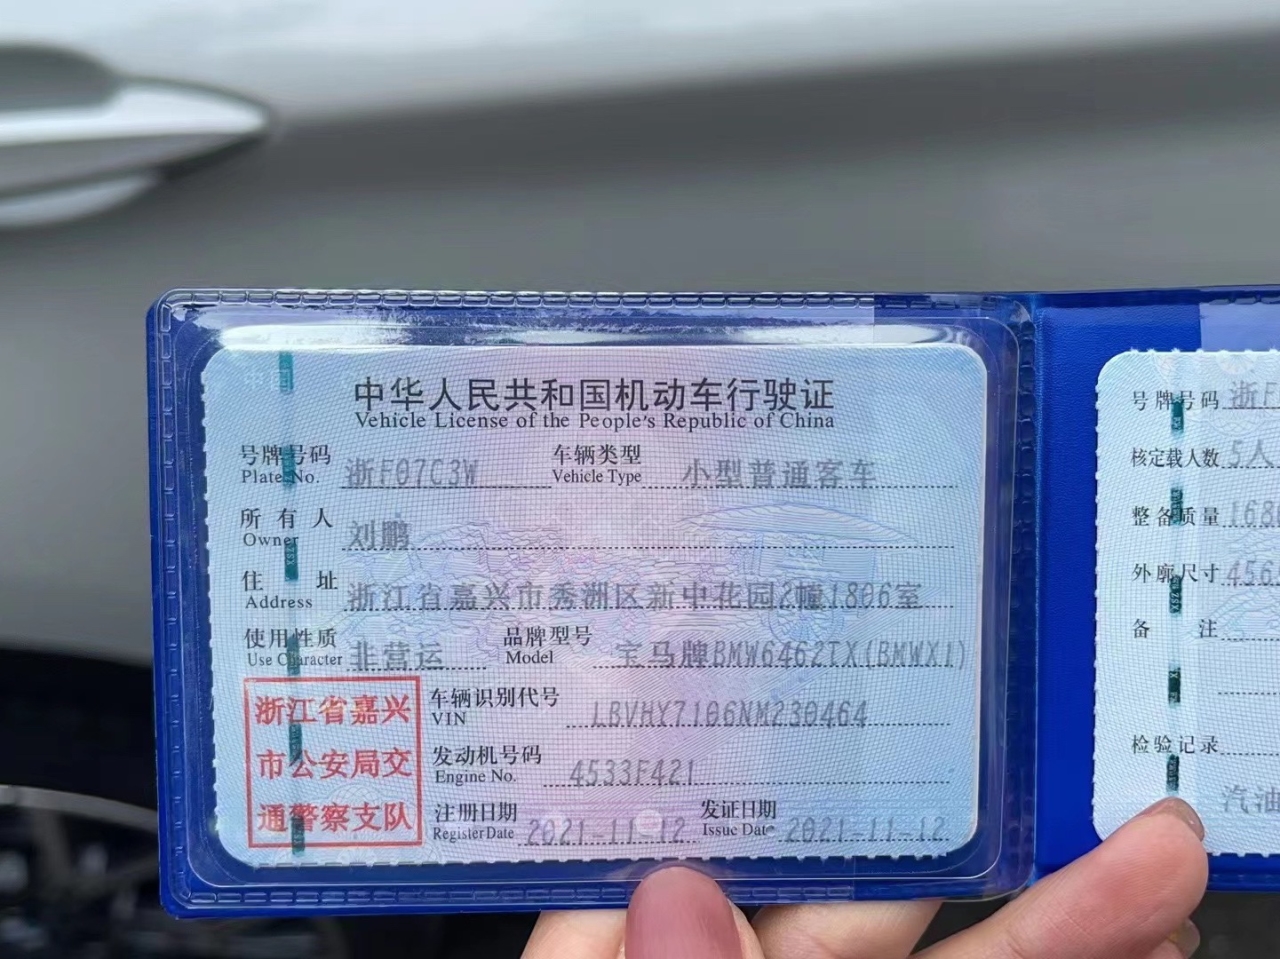 中华人民共和国机动车行驶证
Vehicle License of the People's Republic of China
号牌号码 浙F07C3W 车辆类型 小型普通客车
Plate No. Vehicle Type
所有人 刘鹏
Owner
住址 浙江省嘉兴市秀洲区新中花园2幢1806室
Address
使用性质 非营运 品牌型号 宝马牌BMW6462TX(BMWX1)
Use Character Model
浙江省嘉兴
市公安局交
通警察支队
车辆识别代号 LBVHX7106NM230464
VIN
发动机号码 4533F421
Engine No.
注册日期 2021-11-12 发证日期 2021-11-12
Register Date Issue Date
号牌号码 浙F
核定载人数 5人
整备质量 168
外廓尺寸 456
备注
检验记录
汽油